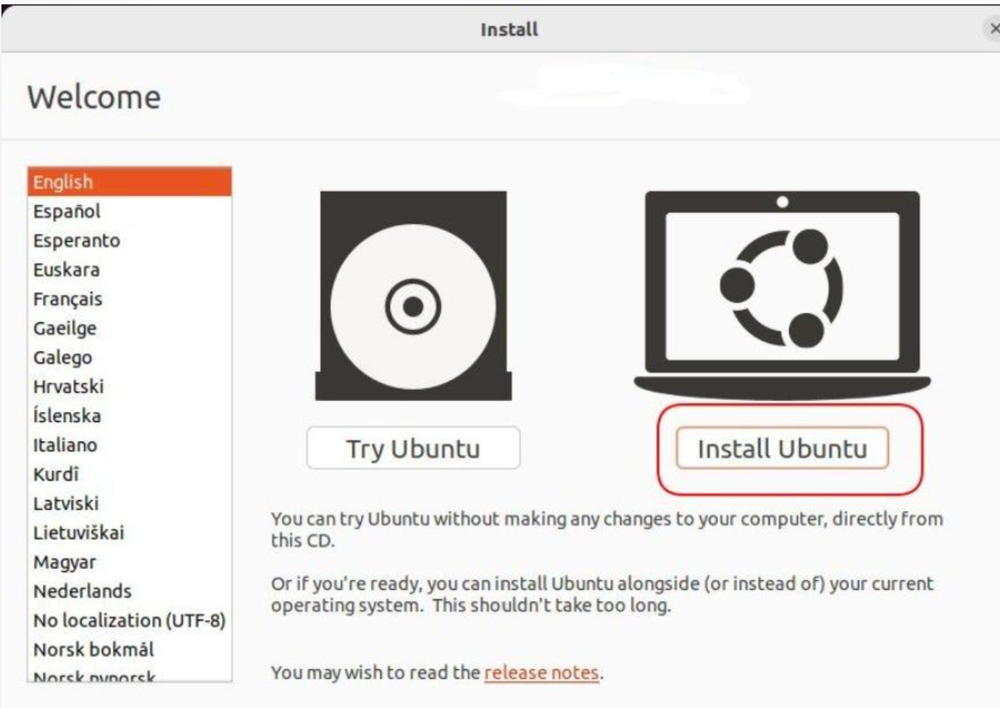 Install
Welcome
English
Español
Esperanto
Euskara
Français
Gaeilge
Galego
Hrvatski
Íslenska
Italiano
Kurdî
Latviski
Lietuviškai
Magyar
Nederlands
No localization (UTF-8)
Norsk bokmål
Norsk nynorsk
Try Ubuntu
Install Ubuntu
You can try Ubuntu without making any changes to your computer, directly from
this CD.
Or if you're ready, you can install Ubuntu alongside (or instead of) your current
operating system. This shouldn't take too long.
You may wish to read the release notes.